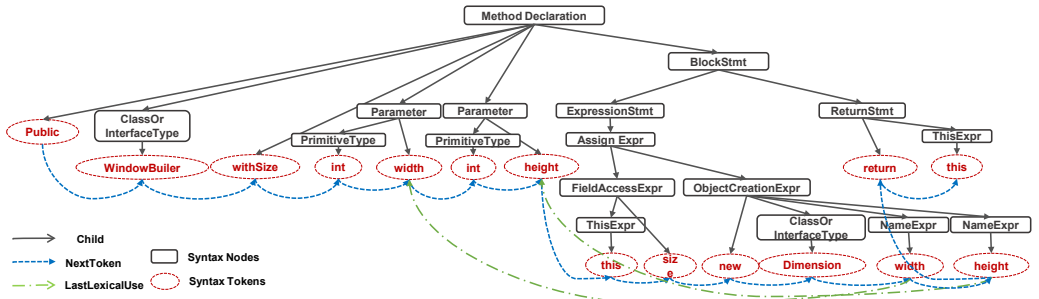 Method Declaration
BlockStmt
ClassOr
InterfaceType
Parameter
Parameter
ExpressionStmt
ReturnStmt
Public
PrimitiveType
PrimitiveType
Assign Expr
ThisExpr
WindowBuiler
withSize
int
width
int
height
return
this
FieldAccessExpr
ObjectCreationExpr
ThisExpr
ClassOr
InterfaceType
NameExpr
NameExpr
this
siz
e
new
Dimension
width
height
Child
NextToken
LastLexicalUse
Syntax Nodes
Syntax Tokens